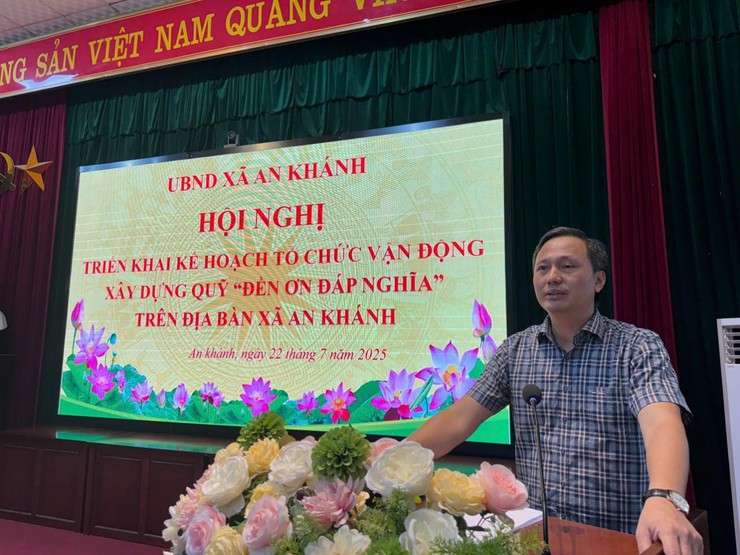 NG SẢN VIỆT NAM QUANG
UBND XÃ AN KHÁNH
HỘI NGHỊ
TRIỂN KHAI KẾ HOẠCH TỔ CHỨC VẬN ĐỘNG
XÂY DỰNG QUỸ “ĐỀN ƠN ĐÁP NGHĨA”
TRÊN ĐỊA BÀN XÃ AN KHÁNH
An khánh, ngày 22 tháng 7 năm 2025